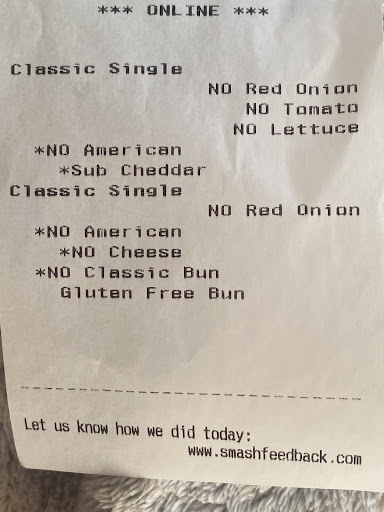 *** ONLINE ***
Classic Single
NO Red Onion
NO Tomato
NO Lettuce
*NO American
*Sub Cheddar
Classic Single
NO Red Onion
*NO American
*NO Cheese
*NO Classic Bun
Gluten Free Bun
Let us know how we did today:
www.smashfeedback.com